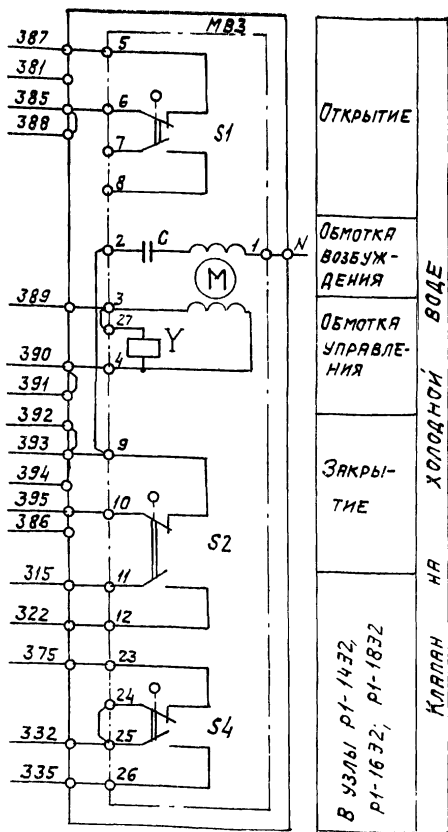 МВЗ
387
5
381
385
6
388
7
S1
8
ОТКРЫТИЕ
2
C
1
N
М
ОБМОТКА
ВОЗБУЖ-
ДЕНИЯ
389
3
27
Y
390
4
391
ОБМОТКА
УПРАВЛЕ-
НИЯ
392
393
9
394
395
10
386
S2
315
11
322
12
ЗАКРЫ-
ТИЕ
375
23
24
S4
332
25
335
26
В УЗЛЫ Р1-1432,
Р1-1632; Р1-1832
КЛАПАН НА ХОЛОДНОЙ ВОДЕ